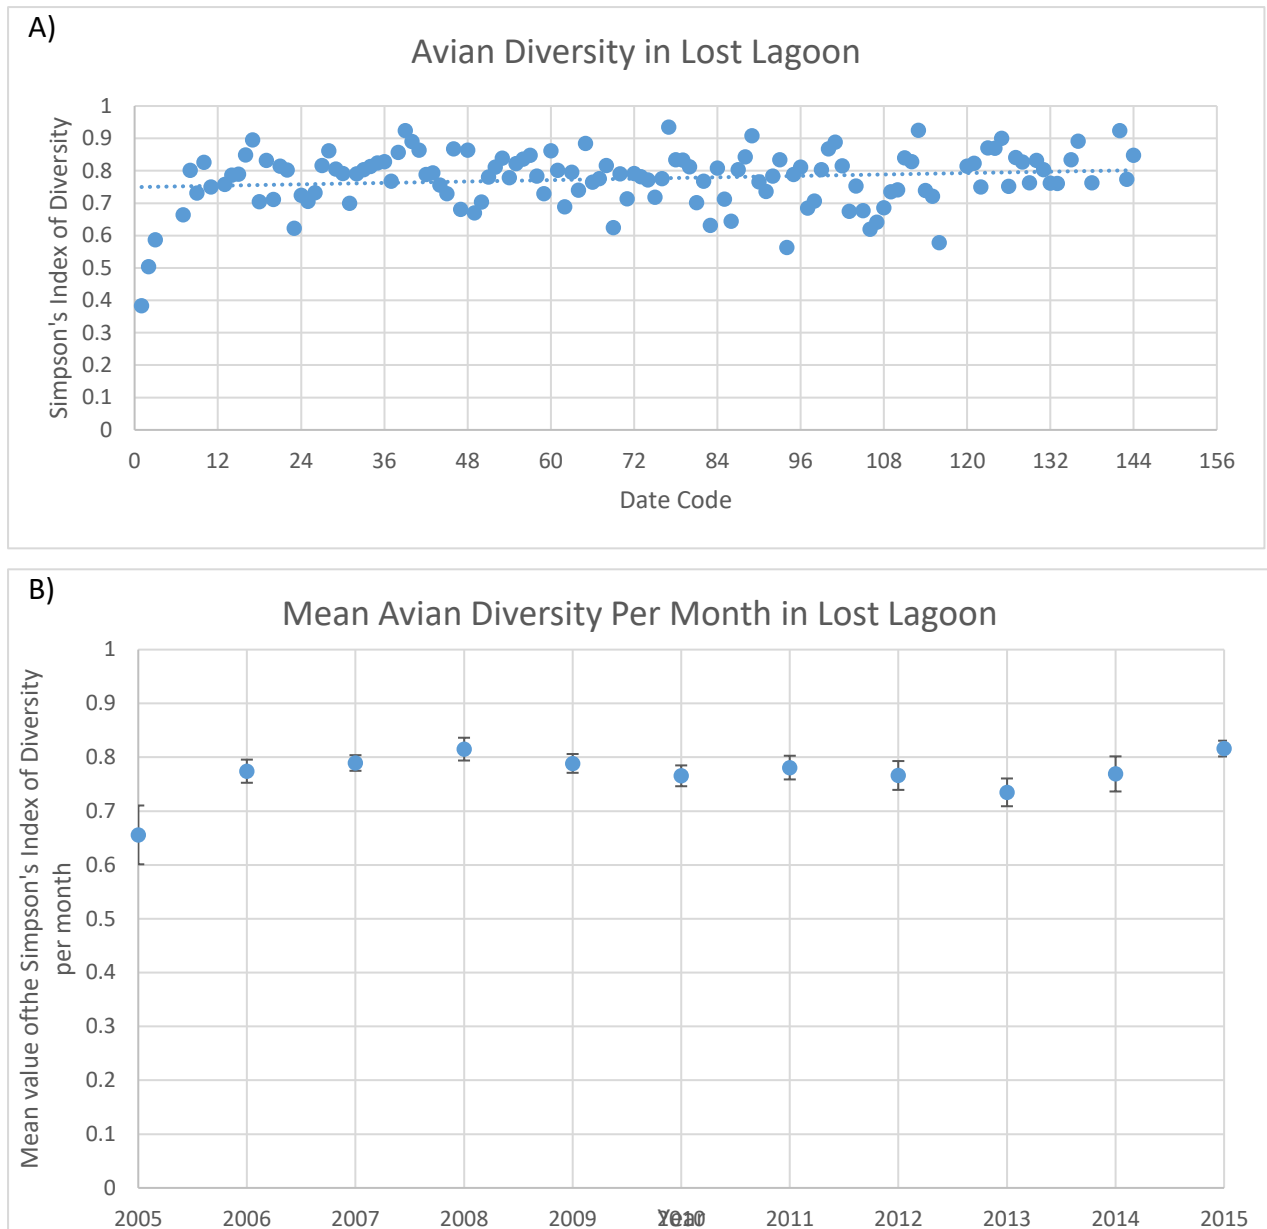 A)
Avian Diversity in Lost Lagoon
Simpson's Index of Diversity
1
0.9
0.8
0.7
0.6
0.5
0.4
0.3
0.2
0.1
0
0 12 24 36 48 60 72 84 96 108 120 132 144 156
Date Code
B)
Mean Avian Diversity Per Month in Lost Lagoon
Mean value ofthe Simpson's Index of Diversity
per month
1
0.9
0.8
0.7
0.6
0.5
0.4
0.3
0.2
0.1
0
2005 2006 2007 2008 2009 2010 2011 2012 2013 2014 2015
Year